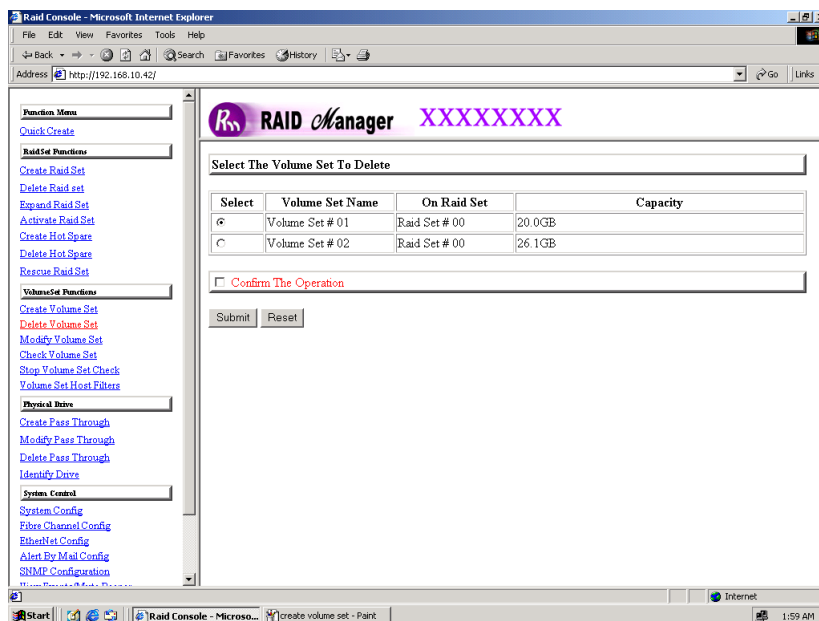 Raid Console - Microsoft Internet Explorer
File Edit View Favorites Tools Help
Back Search Favorites History
Address http://192.168.10.42/ Go Links
Function Menu
Quick Create
Raid Set Functions
Create Raid Set
Delete Raid set
Expand Raid Set
Activate Raid Set
Create Hot Spare
Delete Hot Spare
Rescue Raid Set
VolumeSet Functions
Create Volume Set
Delete Volume Set
Modify Volume Set
Check Volume Set
Stop Volume Set Check
Volume Set Host Filters
Physical Drive
Create Pass Through
Modify Pass Through
Delete Pass Through
Identify Drive
System Control
System Config
Fibre Channel Config
EtherNet Config
Alert By Mail Config
SNMP Configuration
Rm RAID Manager XXXXXXXX
Select The Volume Set To Delete
Select Volume Set Name On Raid Set Capacity
Volume Set # 01 Raid Set # 00 20.0GB
Volume Set # 02 Raid Set # 00 26.1GB
Confirm The Operation
Submit Reset
Internet
Start Raid Console - Microso... create volume set - Paint 1:59 AM